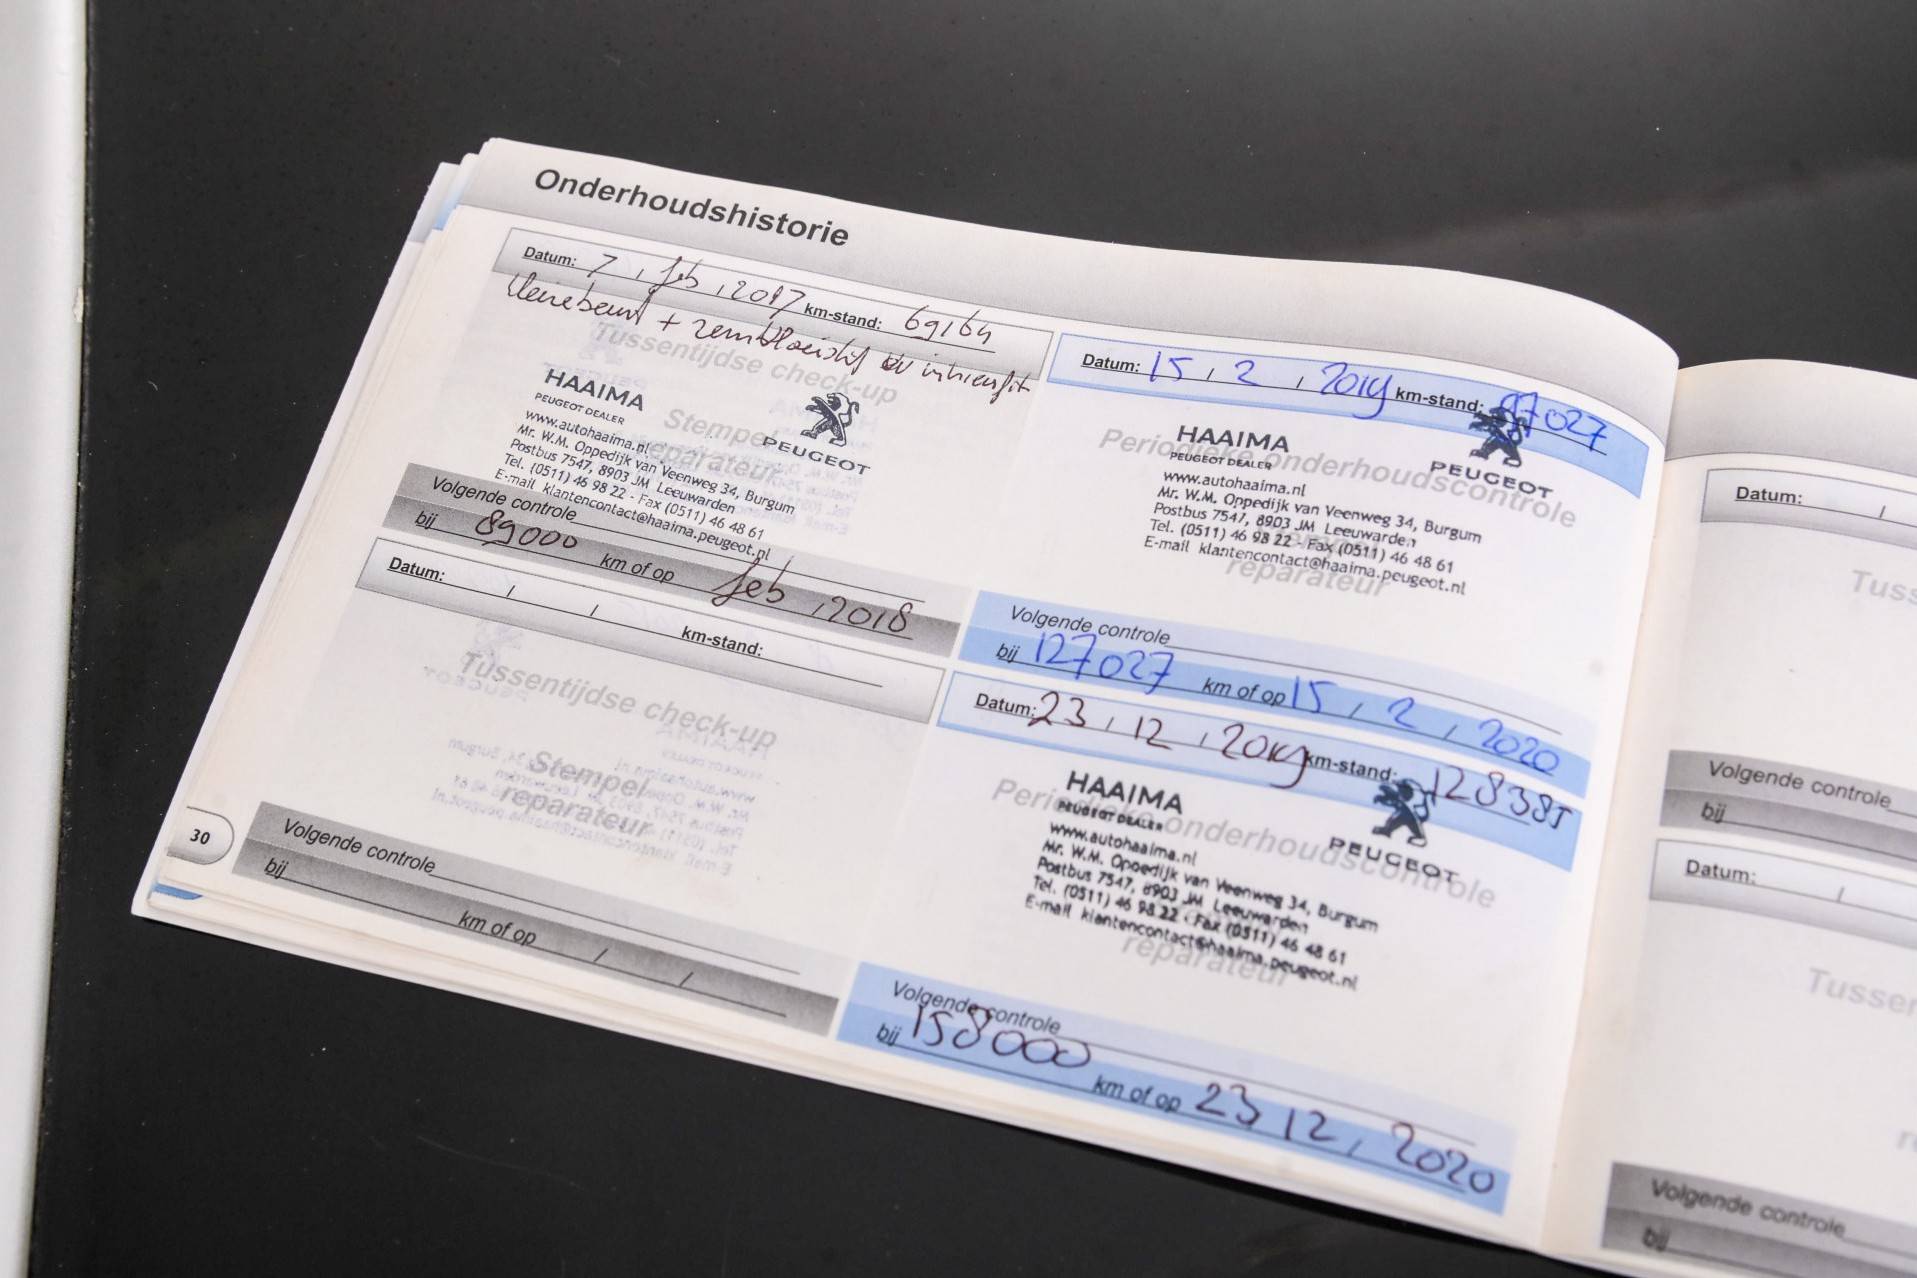 Onderhoudshistorie
Datum: 7 / feb / 2017 km-stand: 69164
+
Tussentijdse check-up
Stempel
reparateur
HAAIMA
PEUGEOT DEALER
PEUGEOT
www.autohaaima.nl
Mr. W.M. Oppedijk van Veenweg 34, Burgum
Postbus 7547, 8903 JM Leeuwarden
Tel. (0511) 46 98 22 - Fax (0511) 46 48 61
E-mail klantencontact@haaima.peugeot.nl
Volgende controle
bij 89000 km of op feb / 2018
Datum: / / km-stand:
Tussentijdse check-up
Stempel
reparateur
Volgende controle
bij km of op / /
30
Datum: 15 / 2 / 2019 km-stand: 97027
Periodieke onderhoudscontrole
reparateur
HAAIMA
PEUGEOT DEALER
PEUGEOT
www.autohaaima.nl
Mr. W.M. Oppedijk van Veenweg 34, Burgum
Postbus 7547, 8903 JM Leeuwarden
Tel. (0511) 46 98 22 - Fax (0511) 46 48 61
E-mail klantencontact@haaima.peugeot.nl
Volgende controle
bij 127027 km of op 15 / 2 / 2020
Datum: 23 / 12 / 2019 km-stand: 128385
Periodieke onderhoudscontrole
reparateur
HAAIMA
PEUGEOT DEALER
PEUGEOT
www.autohaaima.nl
Mr. W.M. Oppedijk van Veenweg 34, Burgum
Postbus 7547, 8903 JM Leeuwarden
Tel. (0511) 46 98 22 - Fax (0511) 46 48 61
E-mail klantencontact@haaima.peugeot.nl
Volgende controle
bij 158000 km of op 23 12 / 2020
Datum: /
Volgende controle
bij
Datum: /
Volgende controle
bij